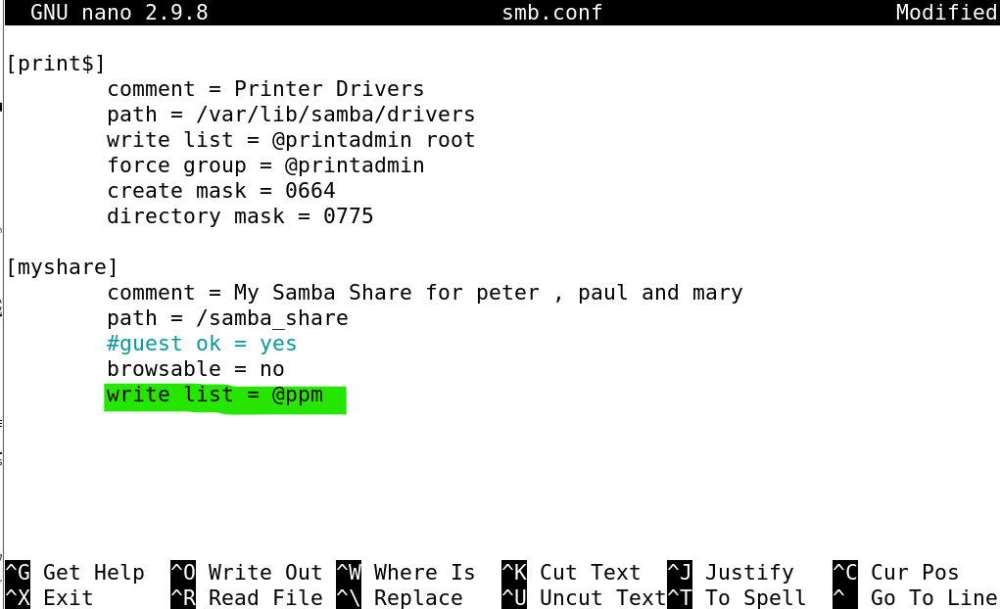 GNU nano 2.9.8 smb.conf Modified
[print$]
comment = Printer Drivers
path = /var/lib/samba/drivers
write list = @printadmin root
force group = @printadmin
create mask = 0664
directory mask = 0775
[myshare]
comment = My Samba Share for peter , paul and mary
path = /samba_share
#guest ok = yes
browsable = no
write list = @ppm
^G Get Help ^O Write Out ^W Where Is ^K Cut Text ^J Justify ^C Cur Pos
^X Exit ^R Read File ^\ Replace ^U Uncut Text ^T To Spell ^ Go To Line